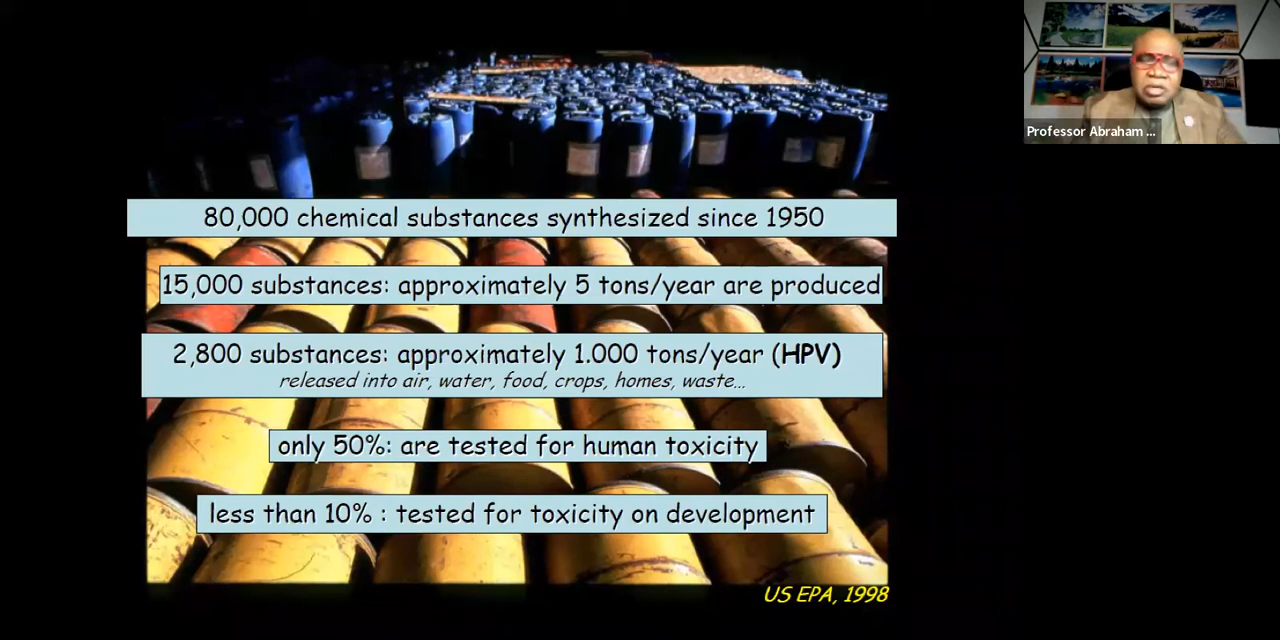 80,000 chemical substances synthesized since 1950
15,000 substances: approximately 5 tons/year are produced
2,800 substances: approximately 1.000 tons/year (HPV)
released into air, water, food, crops, homes, waste...
only 50%: are tested for human toxicity
less than 10% : tested for toxicity on development
US EPA, 1998
Professor Abraham ...